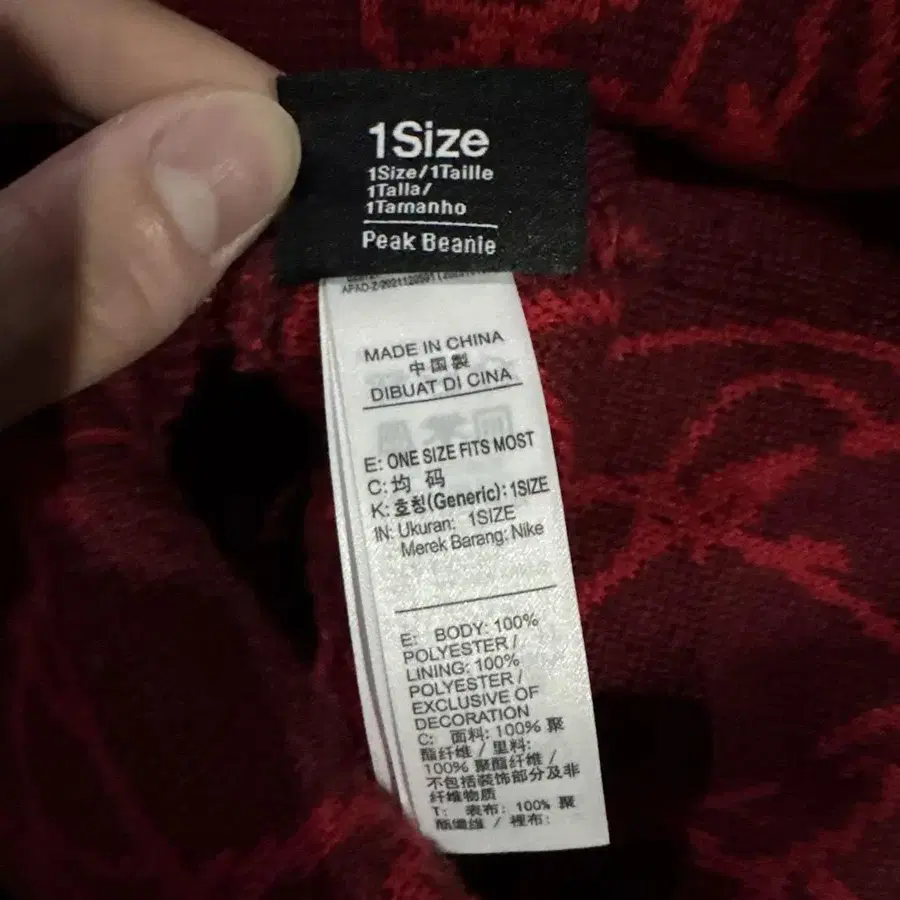 1Size
1Size/1Taille
1Talla/
1Tamanho
Peak Beanie
MADE IN CHINA
中国製
DIBUAT DI CINA
E: ONE SIZE FITS MOST
C: 均 码
K: 호칭(Generic): 1SIZE
IN: Ukuran: 1SIZE
Merek Barang: Nike
E: BODY: 100%
POLYESTER /
LINING: 100%
POLYESTER /
EXCLUSIVE OF
DECORATION
C: 面料: 100% 聚
酯纤维 / 里料:
100% 聚酯纤维 /
不包括装饰部分及非
纤维物质
T: 表布: 100% 聚
酯纖維 / 裡布: